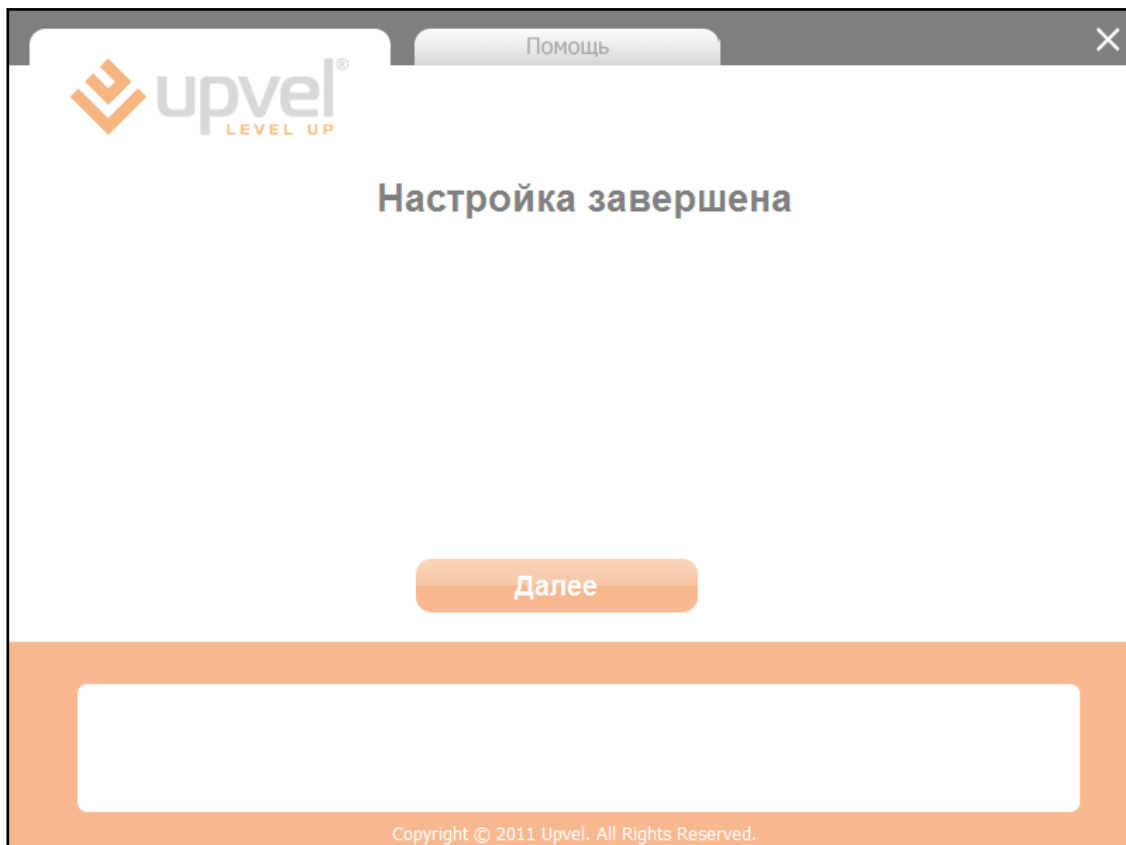 Помощь
upvel®
LEVEL UP
Настройка завершена
Далее
Copyright © 2011 Upvel. All Rights Reserved.